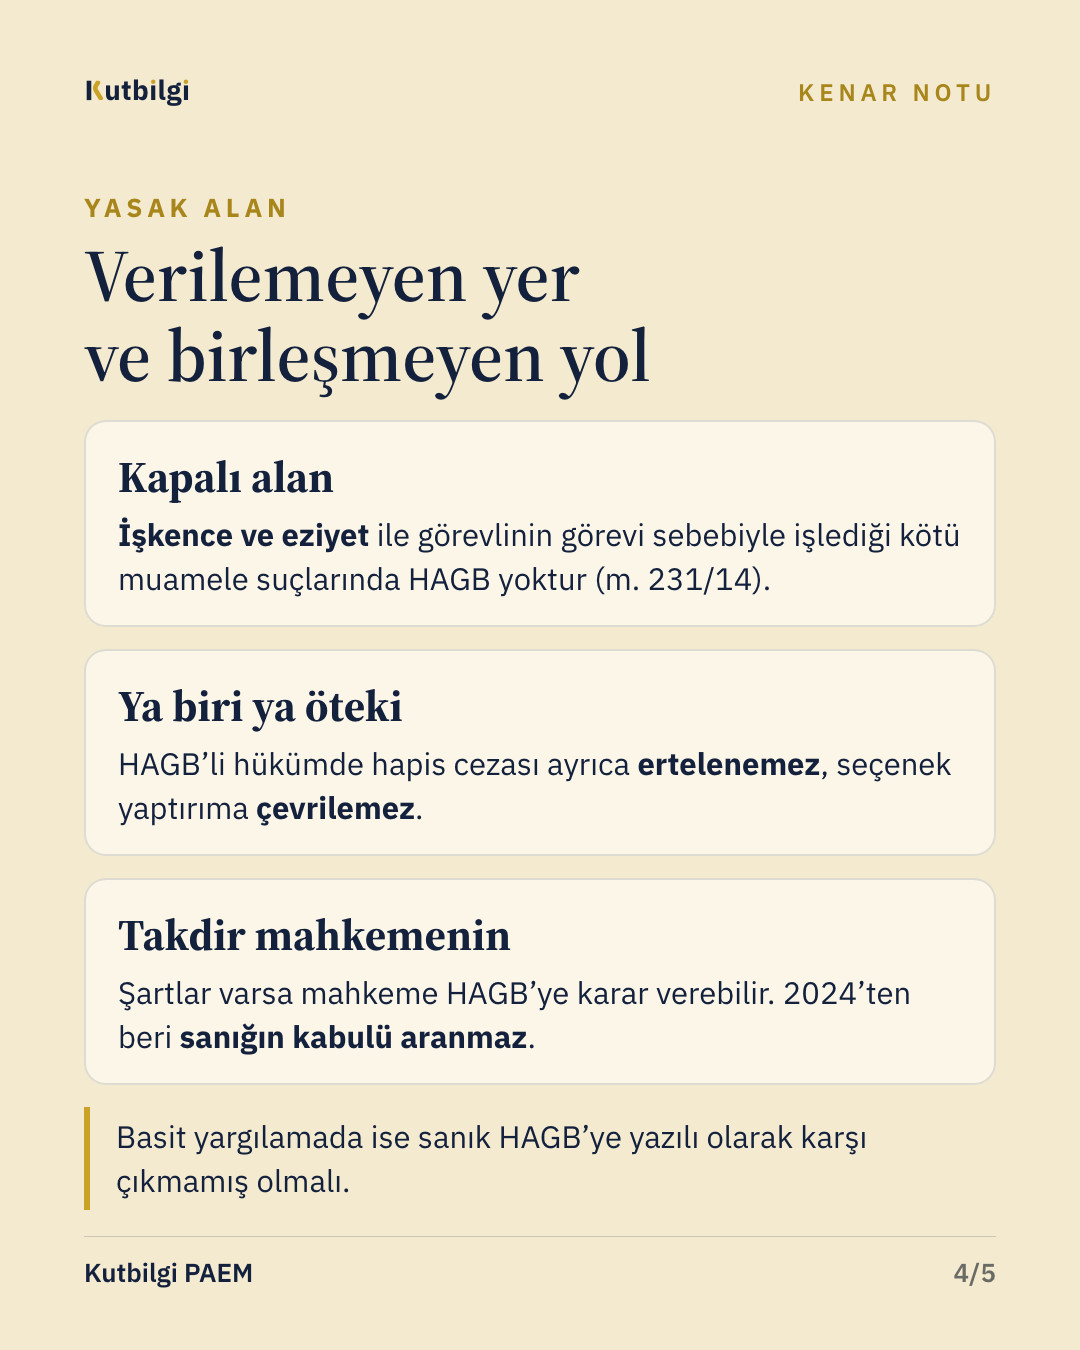 Kutbilgi
KENAR NOTU
YASAK ALAN
Verilemeyen yer
ve birleşmeyen yol
Kapalı alan
İşkence ve eziyet ile görevlinin görevi sebebiyle işlediği kötü
muamele suçlarında HAGB yoktur (m. 231/14).
Ya biri ya öteki
HAGB’li hükümde hapis cezası ayrıca ertelenemez, seçenek
yaptırıma çevrilemez.
Takdir mahkemenin
Şartlar varsa mahkeme HAGB’ye karar verebilir. 2024’ten
beri sanığın kabulü aranmaz.
Basit yargılamada ise sanık HAGB’ye yazılı olarak karşı
çıkmamış olmalı.
Kutbilgi PAEM
4/5